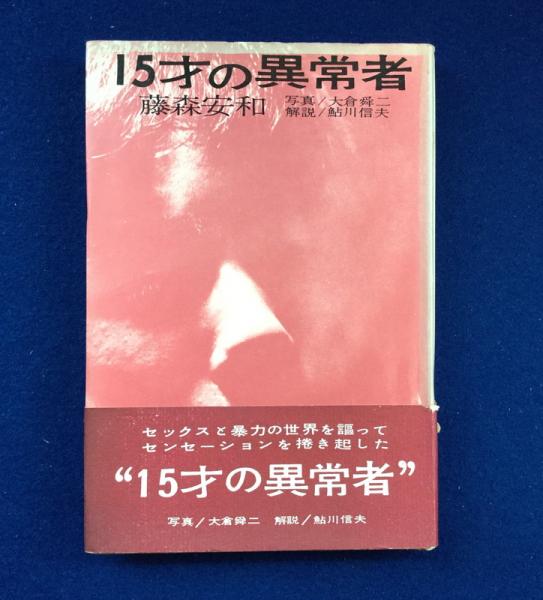 15才の異常者
藤森安和
写真/大倉舜二
解説/鮎川信夫
セックスと暴力の世界を謳って
センセーションを捲き起した
“15才の異常者”
写真/大倉舜二 解説/鮎川信夫